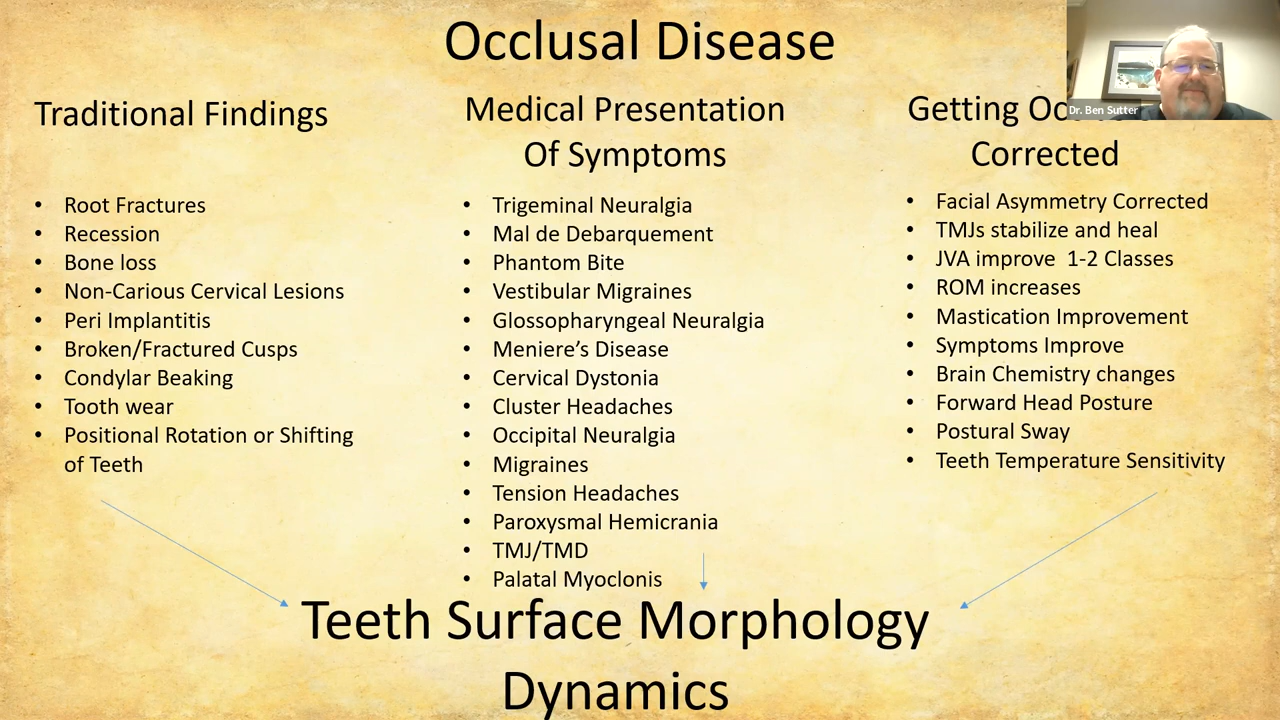 Occlusal Disease
Dr. Ben Sutter
Traditional Findings
• Root Fractures
• Recession
• Bone loss
• Non-Carious Cervical Lesions
• Peri Implantitis
• Broken/Fractured Cusps
• Condylar Beaking
• Tooth wear
• Positional Rotation or Shifting
of Teeth
Medical Presentation
Of Symptoms
• Trigeminal Neuralgia
• Mal de Debarquement
• Phantom Bite
• Vestibular Migraines
• Glossopharyngeal Neuralgia
• Meniere’s Disease
• Cervical Dystonia
• Cluster Headaches
• Occipital Neuralgia
• Migraines
• Tension Headaches
• Paroxysmal Hemicrania
• TMJ/TMD
• Palatal Myoclonis
Getting
Corrected
• Facial Asymmetry Corrected
• TMJs stabilize and heal
• JVA improve 1-2 Classes
• ROM increases
• Mastication Improvement
• Symptoms Improve
• Brain Chemistry changes
• Forward Head Posture
• Postural Sway
• Teeth Temperature Sensitivity
Teeth Surface Morphology
Dynamics